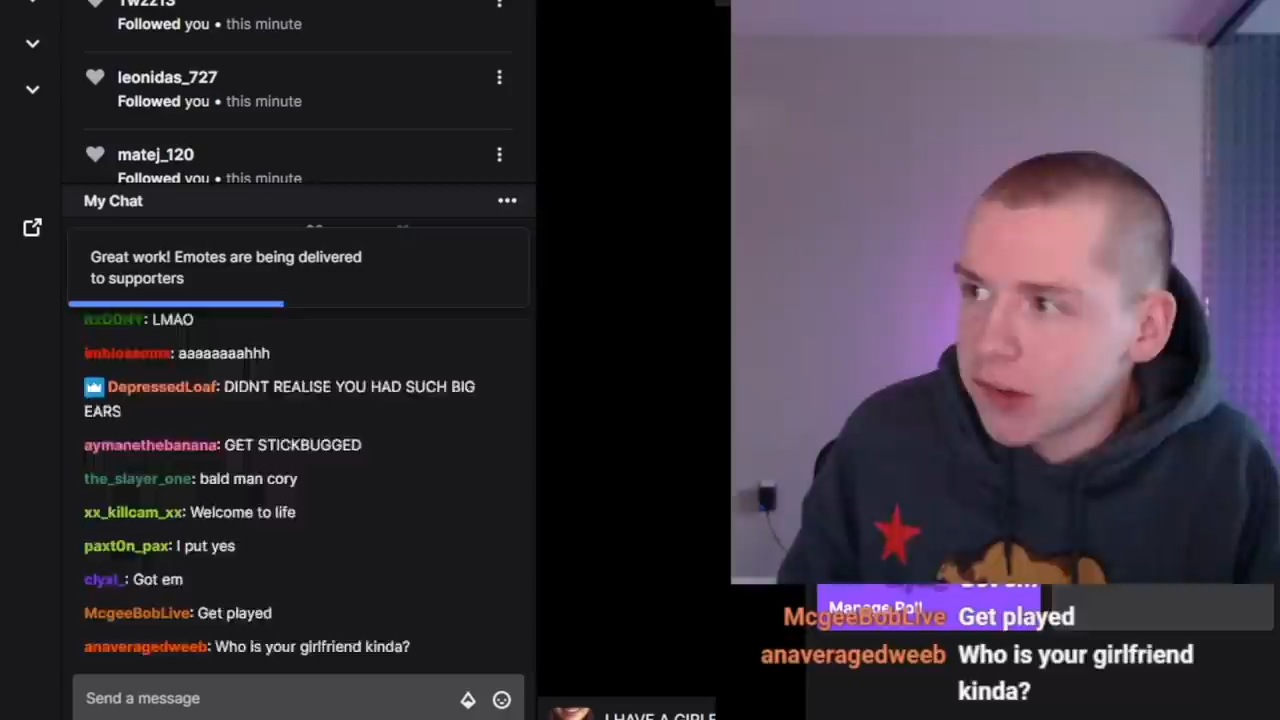 Followed you • this minute
leonidas_727
Followed you • this minute
matej_120
Followed you • this minute
My Chat
Great work! Emotes are being delivered
to supporters
: LMAO
: aaaaaaaahhh
DepressedLoaf: DIDNT REALISE YOU HAD SUCH BIG
EARS
aymanethebanana: GET STICKBUGGED
the_slayer_one: bald man cory
xx_killcam_xx: Welcome to life
: I put yes
: Got em
McgeeBobLive: Get played
anaveragedweeb: Who is your girlfriend kinda?
Send a message
Manage Poll
McgeeBobLive Get played
anaveragedweeb Who is your girlfriend
kinda?
I HAVE A